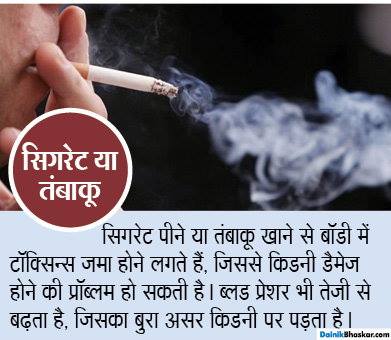 सिगरेट या
तंबाकू
सिगरेट पीने या तंबाकू खाने से बॉडी में
टॉक्सिन्स जमा होने लगते हैं, जिससे किडनी डैमेज
होने की प्रॉब्लम हो सकती है। ब्लड प्रेशर भी तेजी से
बढ़ता है, जिसका बुरा असर किडनी पर पड़ता है।
DainikBhaskar.com